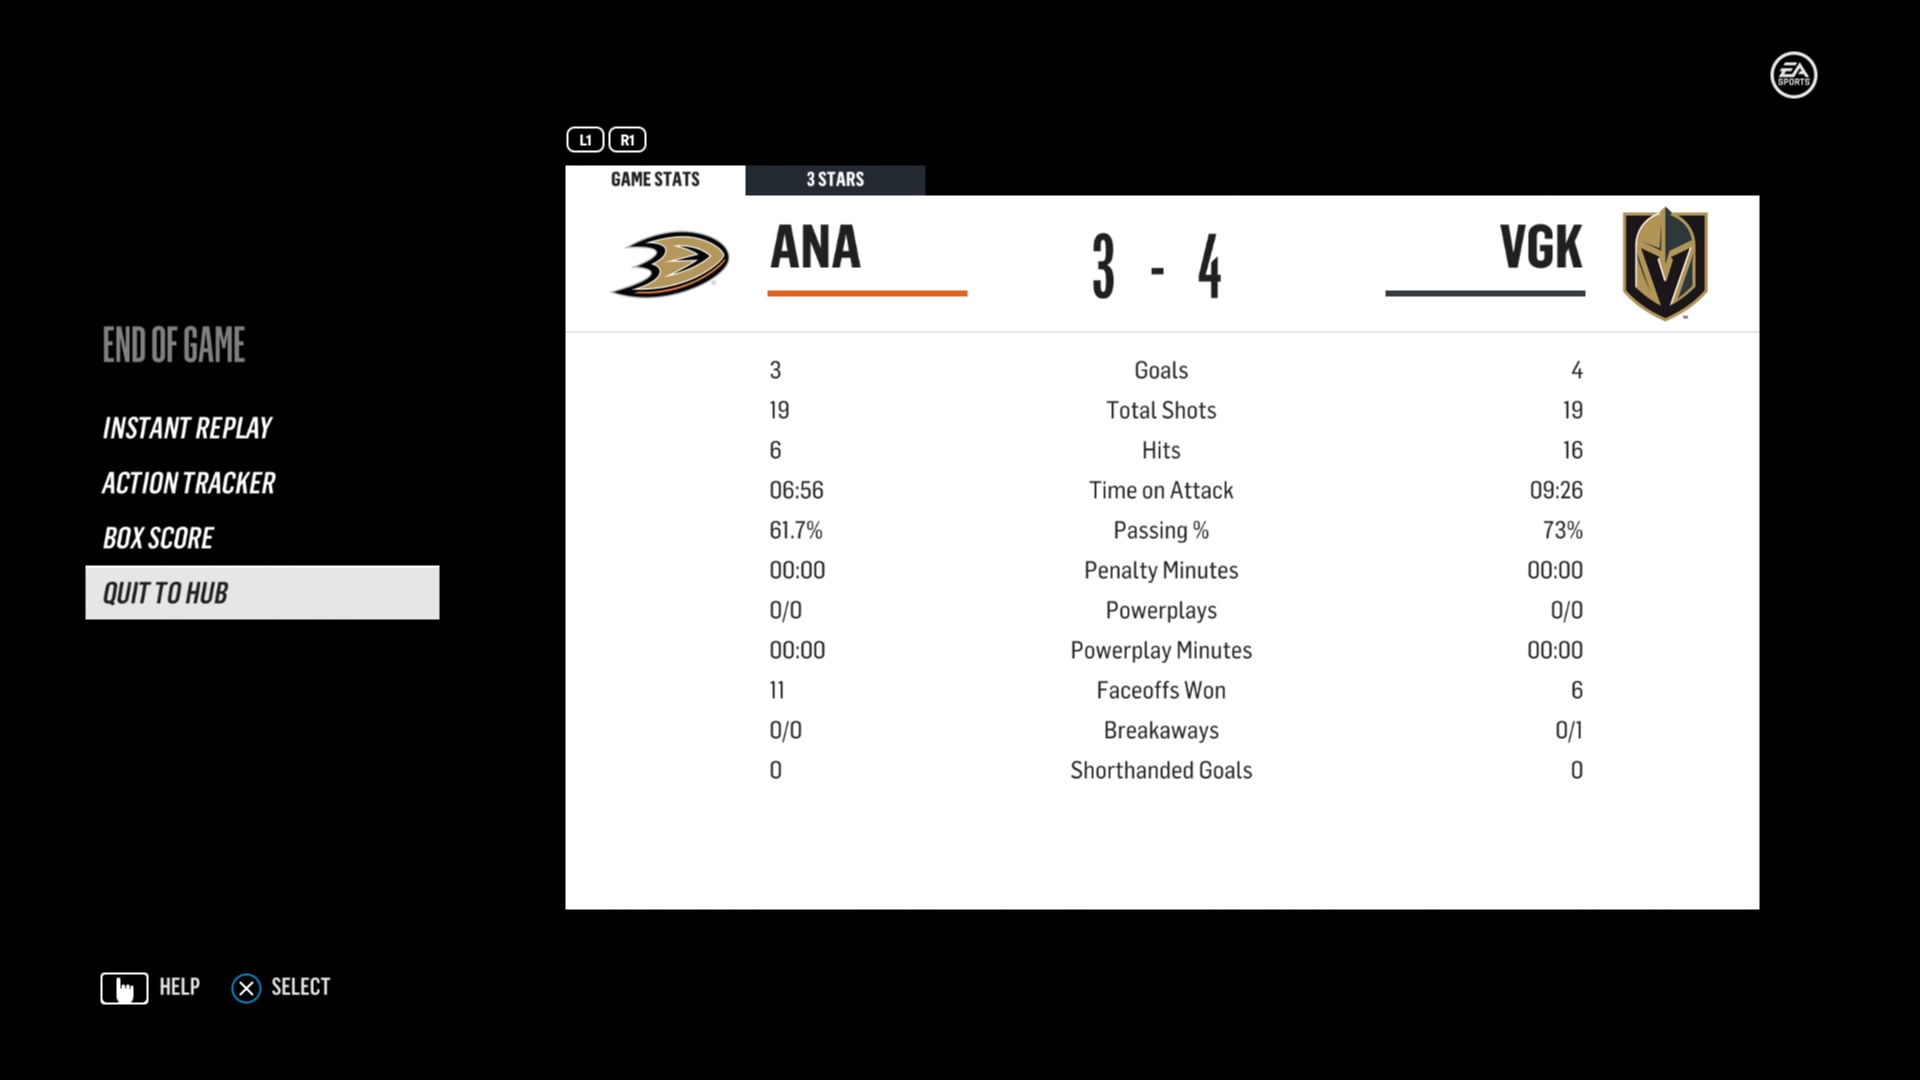 EA
SPORTS
L1 R1
GAME STATS 3 STARS
ANA 3 - 4 VGK
END OF GAME
INSTANT REPLAY
ACTION TRACKER
BOX SCORE
QUIT TO HUB
3 Goals 4
19 Total Shots 19
6 Hits 16
06:56 Time on Attack 09:26
61.7% Passing % 73%
00:00 Penalty Minutes 00:00
0/0 Powerplays 0/0
00:00 Powerplay Minutes 00:00
11 Faceoffs Won 6
0/0 Breakaways 0/1
0 Shorthanded Goals 0
HELP SELECT